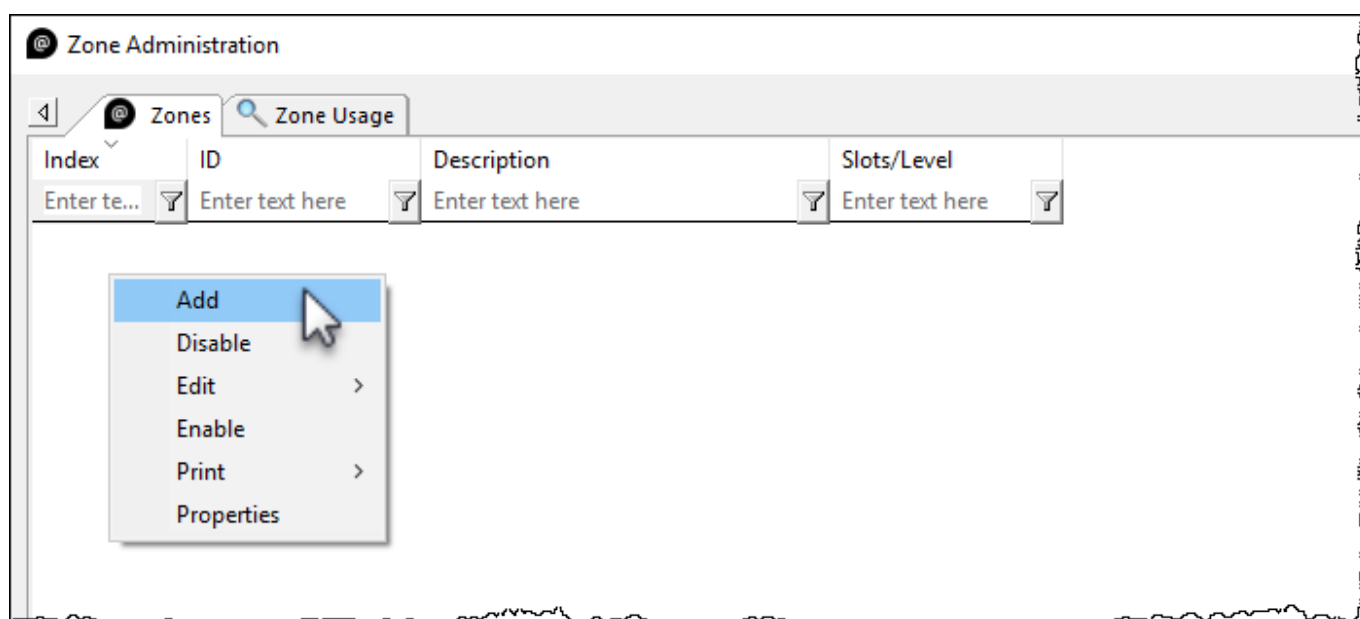 Zone Administration
Zones Zone Usage
Index ID Description Slots/Level
Enter te... Enter text here Enter text here Enter text here
Add
Disable
Edit
Enable
Print
Properties